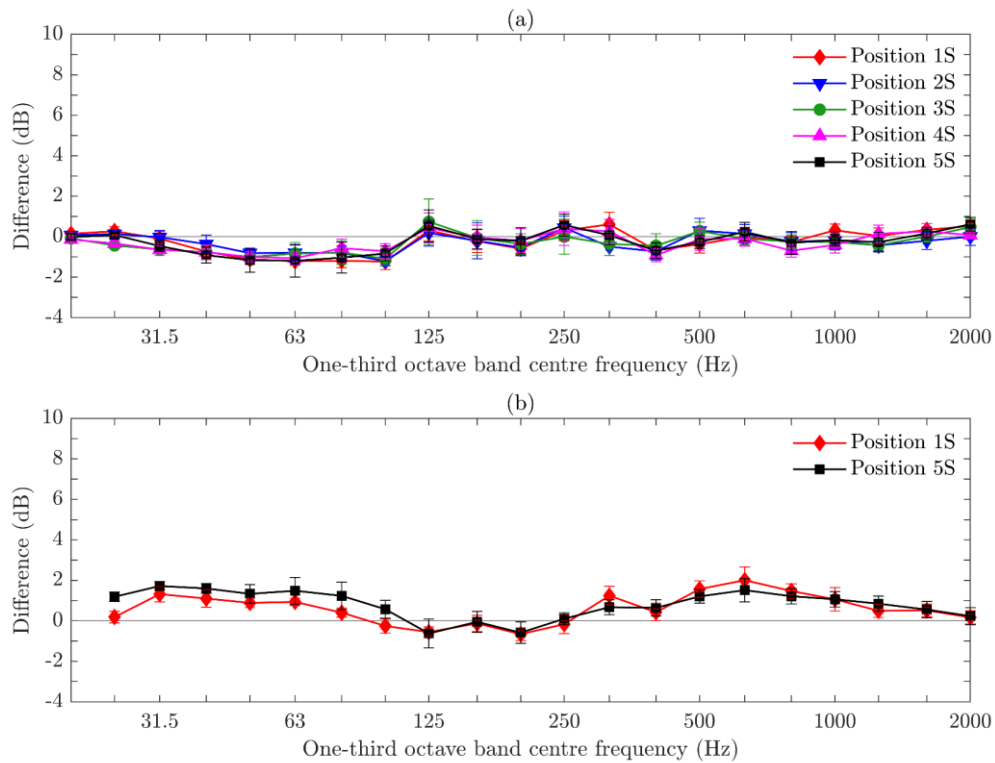 (a)
10
8
6
4
2
0
-2
-4
Difference (dB)
Position 1S
Position 2S
Position 3S
Position 4S
Position 5S
31.5 63 125 250 500 1000 2000
One-third octave band centre frequency (Hz)
(b)
10
8
6
4
2
0
-2
-4
Difference (dB)
Position 1S
Position 5S
31.5 63 125 250 500 1000 2000
One-third octave band centre frequency (Hz)